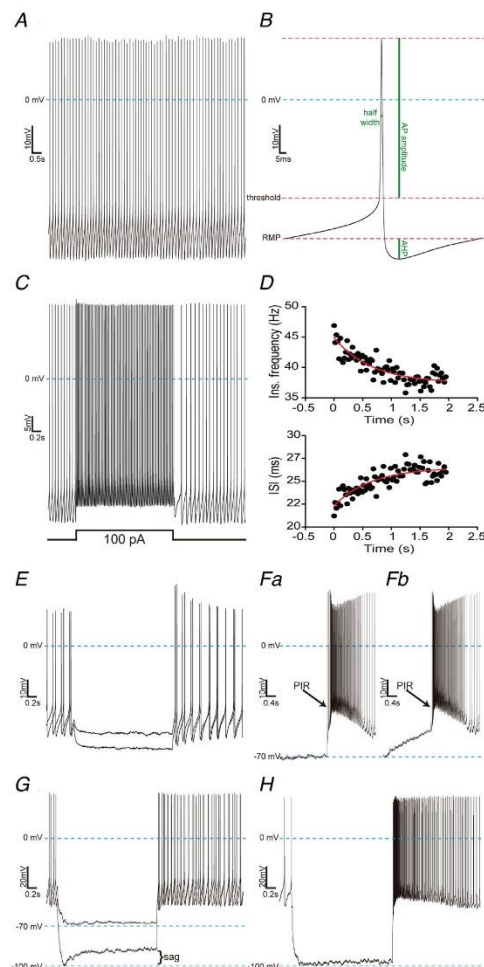 A
0 mV
10mV
0.5s
B
0 mV
half
width
AP amplitude
10mV
5ms
threshold
RMP
AHP
C
0 mV
5mV
0.2s
100 pA
D
Ins. frequency (Hz)
50
45
40
35
-0.5 0 0.5 1 1.5 2 2.5
Time (s)
ISI (ms)
30
28
26
24
22
20
-0.5 0 0.5 1 1.5 2 2.5
Time (s)
E
0 mV
10mV
0.2s
Fa
0 mV
10mV
0.4s
PIR
-70 mV
Fb
10mV
0.4s
PIR
G
0 mV
20mV
0.2s
-70 mV
-100 mV
sag
H
0 mV
20mV
0.2s
-100 mV